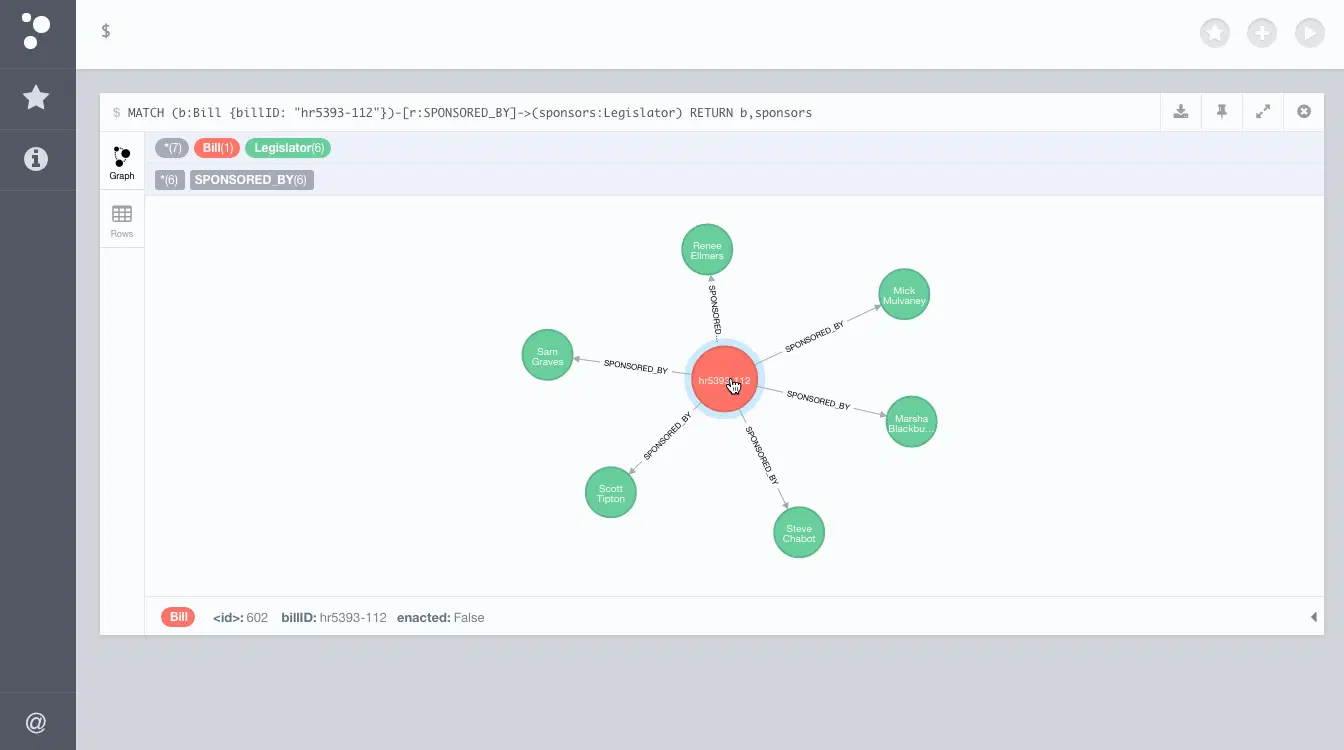 $
$ MATCH (b:Bill {billID: "hr5393-112"})-[r:SPONSORED_BY]->(sponsors:Legislator) RETURN b,sponsors
*(7) Bill(1) Legislator(6)
*(6) SPONSORED_BY(6)
Graph
Rows
Renee
Ellmers
SPONSORED...
Mick
Mulvaney
SPONSORED_BY
Sam
Graves
SPONSORED_BY
hr5393-112
SPONSORED_BY
Marsha
Blackbu...
SPONSORED_BY
SPONSORED_BY
Scott
Tipton
Steve
Chabot
Bill <id>: 602 billID: hr5393-112 enacted: False
@